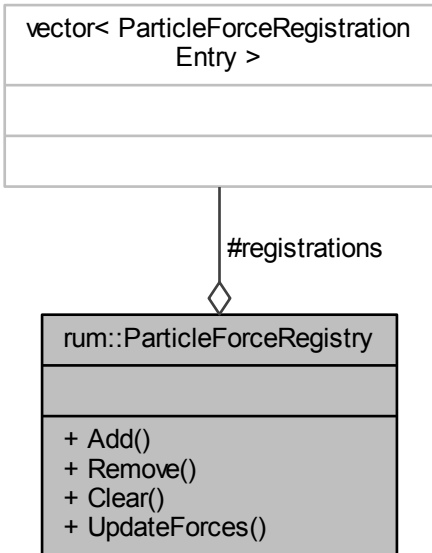 vector< ParticleForceRegistration
Entry >
#registrations
rum::ParticleForceRegistry
+ Add()
+ Remove()
+ Clear()
+ UpdateForces()